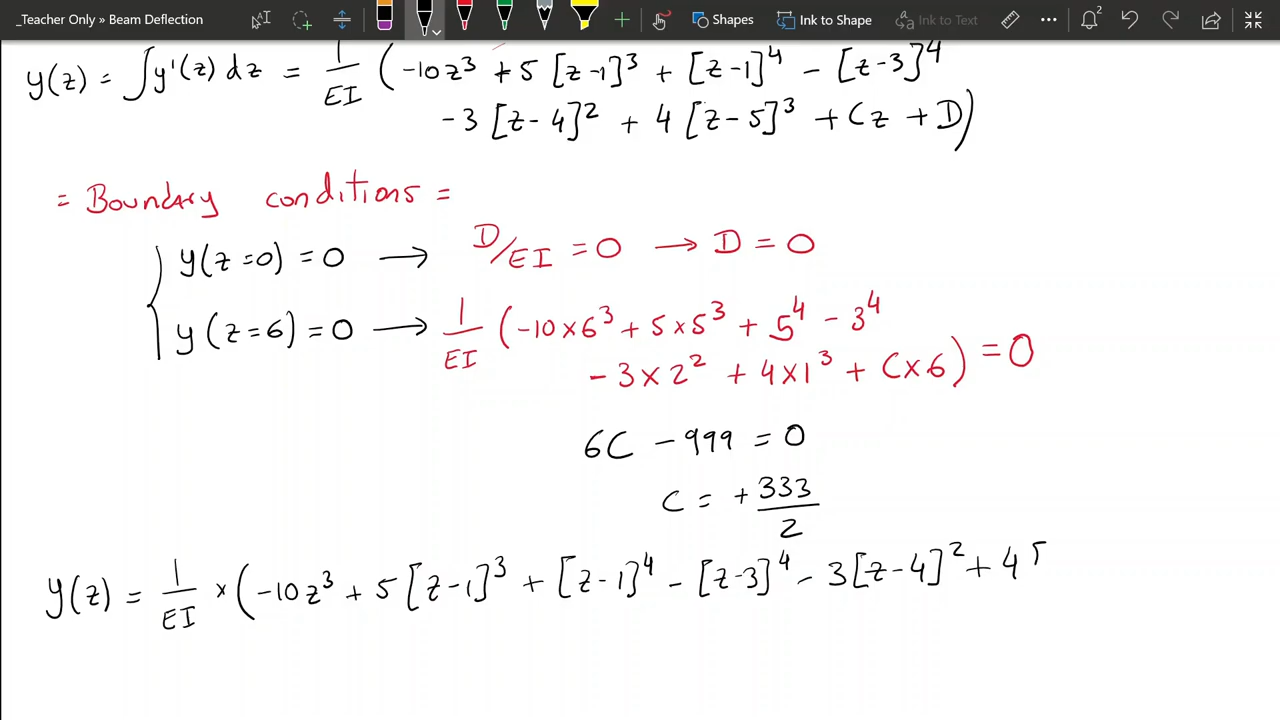 _Teacher Only » Beam Deflection
Shapes
Ink to Shape
Ink to Text
2
y(z) = ∫y'(z) dz = 1/EI (-10z³ + 5 [z-1]³ + [z-1]⁴ - [z-3]⁴
-3 [z-4]² + 4 [z-5]³ + Cz + D)
= Boundary conditions =
y(z=0) = 0 → D/EI = 0 → D = 0
y(z=6) = 0 → 1/EI (-10×6³ + 5×5³ + 5⁴ - 3⁴
-3×2² + 4×1³ + C×6) = 0
6C - 999 = 0
C = +333/2
y(z) = 1/EI × (-10z³ + 5 [z-1]³ + [z-1]⁴ - [z-3]⁴ - 3[z-4]² + 4